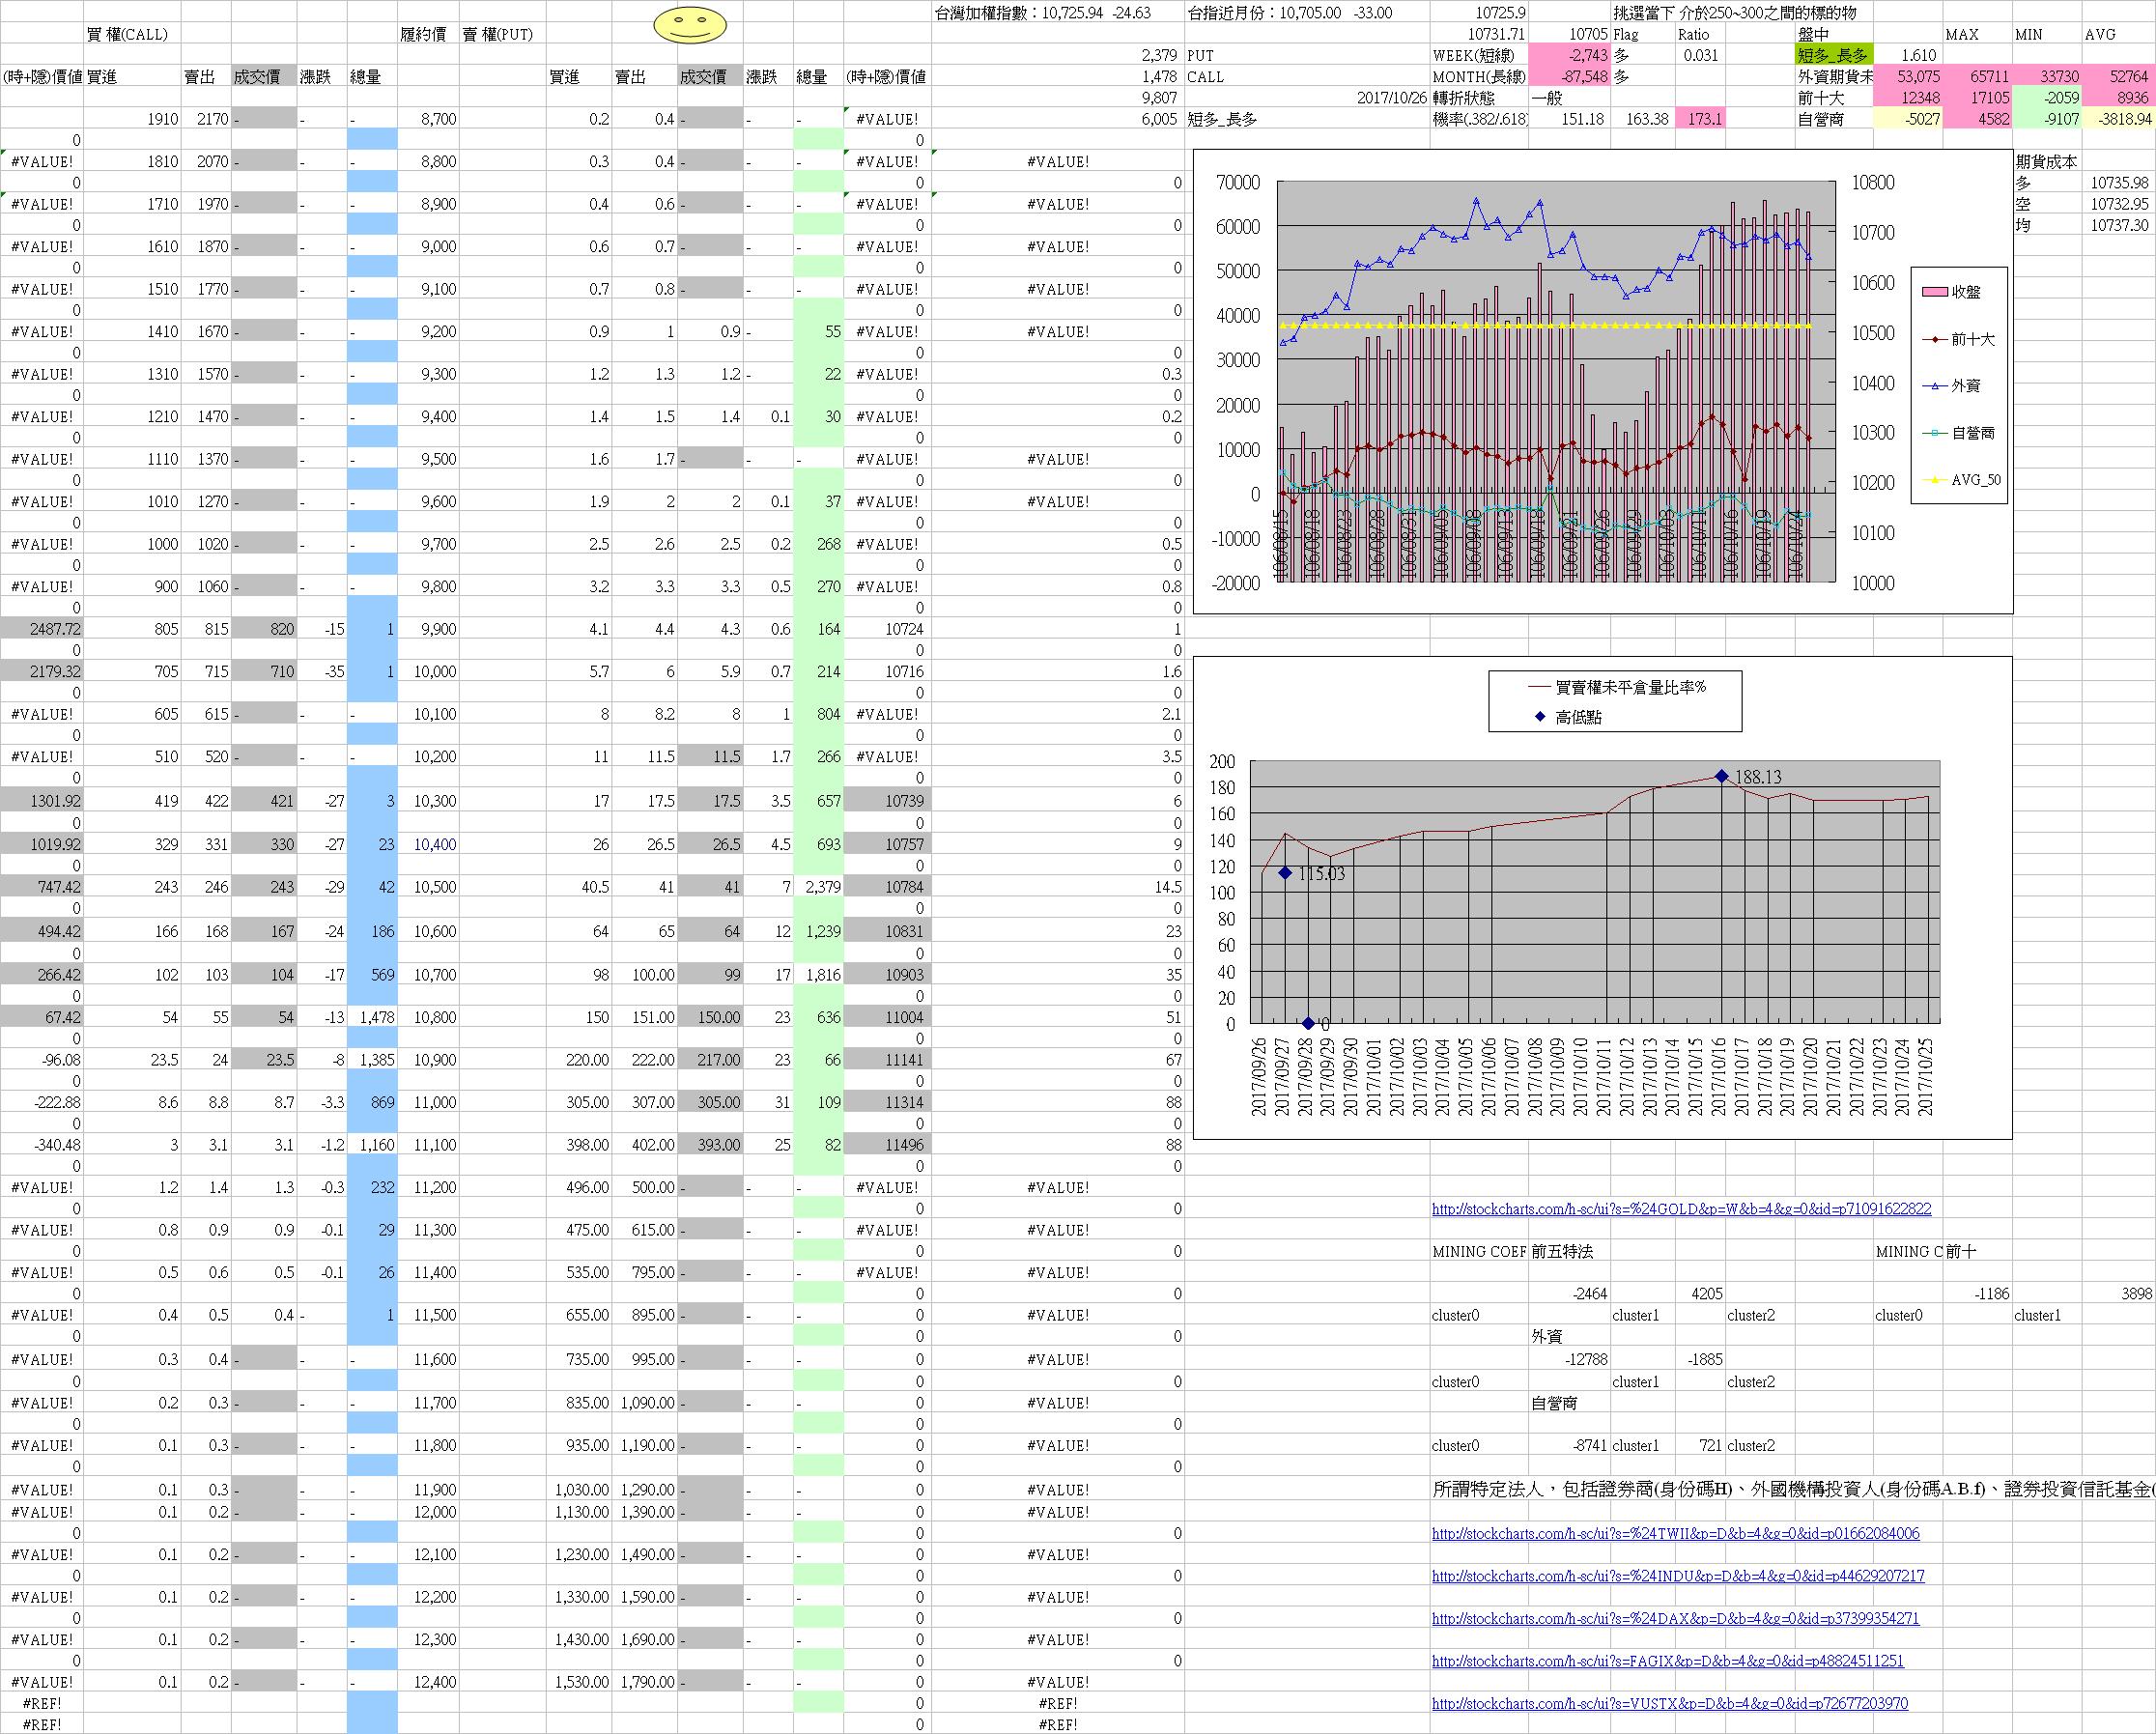 台灣加權指數：10,725.94 -24.63 台指近月份：10,705.00 -33.00 10725.9 挑選當下 介於250~300之間的標的物
買 權(CALL) 履約價 賣 權(PUT) 10731.71 10705 Flag Ratio 盤中 MAX MIN AVG
2,379 PUT WEEK(短線) -2,743 多 0.031 短多_長多 1.610
(時+隱)價值 買進 賣出 成交價 漲跌 總量 買進 賣出 成交價 漲跌 總量 (時+隱)價值 1,478 CALL MONTH(長線) -87,548 多 外資期貨未 53,075 65711 33730 52764
9,807 2017/10/26 轉折狀態 一般 前十大 12348 17105 -2059 8936
1910 2170 - - - 8,700 0.2 0.4 - - - #VALUE! 6,005 短多_長多 機率(.382/.618) 151.18 163.38 173.1 自營商 -5027 4582 -9107 -3818.94
0 0
#VALUE! 1810 2070 - - - 8,800 0.3 0.4 - - - #VALUE! #VALUE! 期貨成本
0 0 0 多 10735.98
#VALUE! 1710 1970 - - - 8,900 0.4 0.6 - - - #VALUE! #VALUE! 空 10732.95
0 0 0 均 10737.30
#VALUE! 1610 1870 - - - 9,000 0.6 0.7 - - - #VALUE! #VALUE!
0 0 0
#VALUE! 1510 1770 - - - 9,100 0.7 0.8 - - - #VALUE! #VALUE!
0 0 0
#VALUE! 1410 1670 - - - 9,200 0.9 1 0.9 - 55 #VALUE! #VALUE!
0 0 0
#VALUE! 1310 1570 - - - 9,300 1.2 1.3 1.2 - 22 #VALUE! 0.3
0 0 0
#VALUE! 1210 1470 - - - 9,400 1.4 1.5 1.4 0.1 30 #VALUE! 0.2
0 0 0
#VALUE! 1110 1370 - - - 9,500 1.6 1.7 - - - #VALUE! #VALUE!
0 0 0
#VALUE! 1010 1270 - - - 9,600 1.9 2 2 0.1 37 #VALUE! #VALUE!
0 0 0
#VALUE! 1000 1020 - - - 9,700 2.5 2.6 2.5 0.2 268 #VALUE! 0.5
0 0 0
#VALUE! 900 1060 - - - 9,800 3.2 3.3 3.3 0.5 270 #VALUE! 0.8
0 0 0
2487.72 805 815 820 -15 1 9,900 4.1 4.4 4.3 0.6 164 10724 1
0 0 0
2179.32 705 715 710 -35 1 10,000 5.7 6 5.9 0.7 214 10716 1.6
0 0 0
#VALUE! 605 615 - - - 10,100 8 8.2 8 1 804 #VALUE! 2.1
0 0 0
#VALUE! 510 520 - - - 10,200 11 11.5 11.5 1.7 266 #VALUE! 3.5
0 0 0
1301.92 419 422 421 -27 3 10,300 17 17.5 17.5 3.5 657 10739 6
0 0 0
1019.92 329 331 330 -27 23 10,400 26 26.5 26.5 4.5 693 10757 9
0 0 0
747.42 243 246 243 -29 42 10,500 40.5 41 41 7 2,379 10784 14.5
0 0 0
494.42 166 168 167 -24 186 10,600 64 65 64 12 1,239 10831 23
0 0 0
266.42 102 103 104 -17 569 10,700 98 100.00 99 17 1,816 10903 35
0 0 0
67.42 54 55 54 -13 1,478 10,800 150 151.00 150.00 23 636 11004 51
0 0 0
-96.08 23.5 24 23.5 -8 1,385 10,900 220.00 222.00 217.00 23 66 11141 67
0 0 0
-222.88 8.6 8.8 8.7 -3.3 869 11,000 305.00 307.00 305.00 31 109 11314 88
0 0 0
-340.48 3 3.1 3.1 -1.2 1,160 11,100 398.00 402.00 393.00 25 82 11496 88
0 0 0
#VALUE! 1.2 1.4 1.3 -0.3 232 11,200 496.00 500.00 - - - #VALUE! #VALUE!
0 0 0 http://stockcharts.com/h-sc/ui?s=%24GOLD&p=W&b=4&g=0&id=p71091622822
#VALUE! 0.8 0.9 0.9 -0.1 29 11,300 475.00 615.00 - - - #VALUE! #VALUE!
0 0 0 MINING COEF 前五特法 MINING C 前十
#VALUE! 0.5 0.6 0.5 -0.1 26 11,400 535.00 795.00 - - - #VALUE! #VALUE!
0 0 0 -2464 4205 -1186 3898
#VALUE! 0.4 0.5 0.4 - 1 11,500 655.00 895.00 - - - 0 #VALUE! cluster0 cluster1 cluster2 cluster0 cluster1
0 0 0 外資
#VALUE! 0.3 0.4 - - - 11,600 735.00 995.00 - - - 0 #VALUE! -12788 -1885
0 0 0 cluster0 cluster1 cluster2
#VALUE! 0.2 0.3 - - - 11,700 835.00 1,090.00 - - - 0 #VALUE! 自營商
0 0 0
#VALUE! 0.1 0.3 - - - 11,800 935.00 1,190.00 - - - 0 #VALUE! cluster0 -8741 cluster1 721 cluster2
0 0 0
#VALUE! 0.1 0.3 - - - 11,900 1,030.00 1,290.00 - - - 0 #VALUE! 所謂特定法人，包括證券商(身份碼H)、外國機構投資人(身份碼A.B.f)、證券投資信託基金(
#VALUE! 0.1 0.2 - - - 12,000 1,130.00 1,390.00 - - - 0 #VALUE!
0 0 0 http://stockcharts.com/h-sc/ui?s=%24TWII&p=D&b=4&g=0&id=p01662084006
#VALUE! 0.1 0.2 - - - 12,100 1,230.00 1,490.00 - - - 0 #VALUE!
0 0 0 http://stockcharts.com/h-sc/ui?s=%24INDU&p=D&b=4&g=0&id=p44629207217
#VALUE! 0.1 0.2 - - - 12,200 1,330.00 1,590.00 - - - 0 #VALUE!
0 0 0 http://stockcharts.com/h-sc/ui?s=%24DAX&p=D&b=4&g=0&id=p37399354271
#VALUE! 0.1 0.2 - - - 12,300 1,430.00 1,690.00 - - - 0 #VALUE!
0 0 0 http://stockcharts.com/h-sc/ui?s=FAGIX&p=D&b=4&g=0&id=p48824511251
#VALUE! 0.1 0.2 - - - 12,400 1,530.00 1,790.00 - - - 0 #VALUE!
#REF! 0 #REF! http://stockcharts.com/h-sc/ui?s=VUSTX&p=D&b=4&g=0&id=p72677203970
#REF! 0 #REF!
70000 10800
60000 10700
50000 10600
40000 10500
30000 10400
20000 10300
10000 10200
0 10100
-10000 10000
-20000
106/08/15 106/08/18 106/08/23 106/08/28 106/08/31 106/09/05 106/09/08 106/09/13 106/09/18 106/09/21 106/09/26 106/09/29 106/10/03 106/10/11 106/10/16 106/10/19 106/10/24
收盤
前十大
外資
自營商
AVG_50
買賣權未平倉量比率%
高低點
200
180
160
140
120
100
80
60
40
20
0
188.13
115.03
0
2017/09/26 2017/09/27 2017/09/28 2017/09/29 2017/09/30 2017/10/01 2017/10/02 2017/10/03 2017/10/04 2017/10/05 2017/10/06 2017/10/07 2017/10/08 2017/10/09 2017/10/10 2017/10/11 2017/10/12 2017/10/13 2017/10/14 2017/10/15 2017/10/16 2017/10/17 2017/10/18 2017/10/19 2017/10/20 2017/10/21 2017/10/22 2017/10/23 2017/10/24 2017/10/25